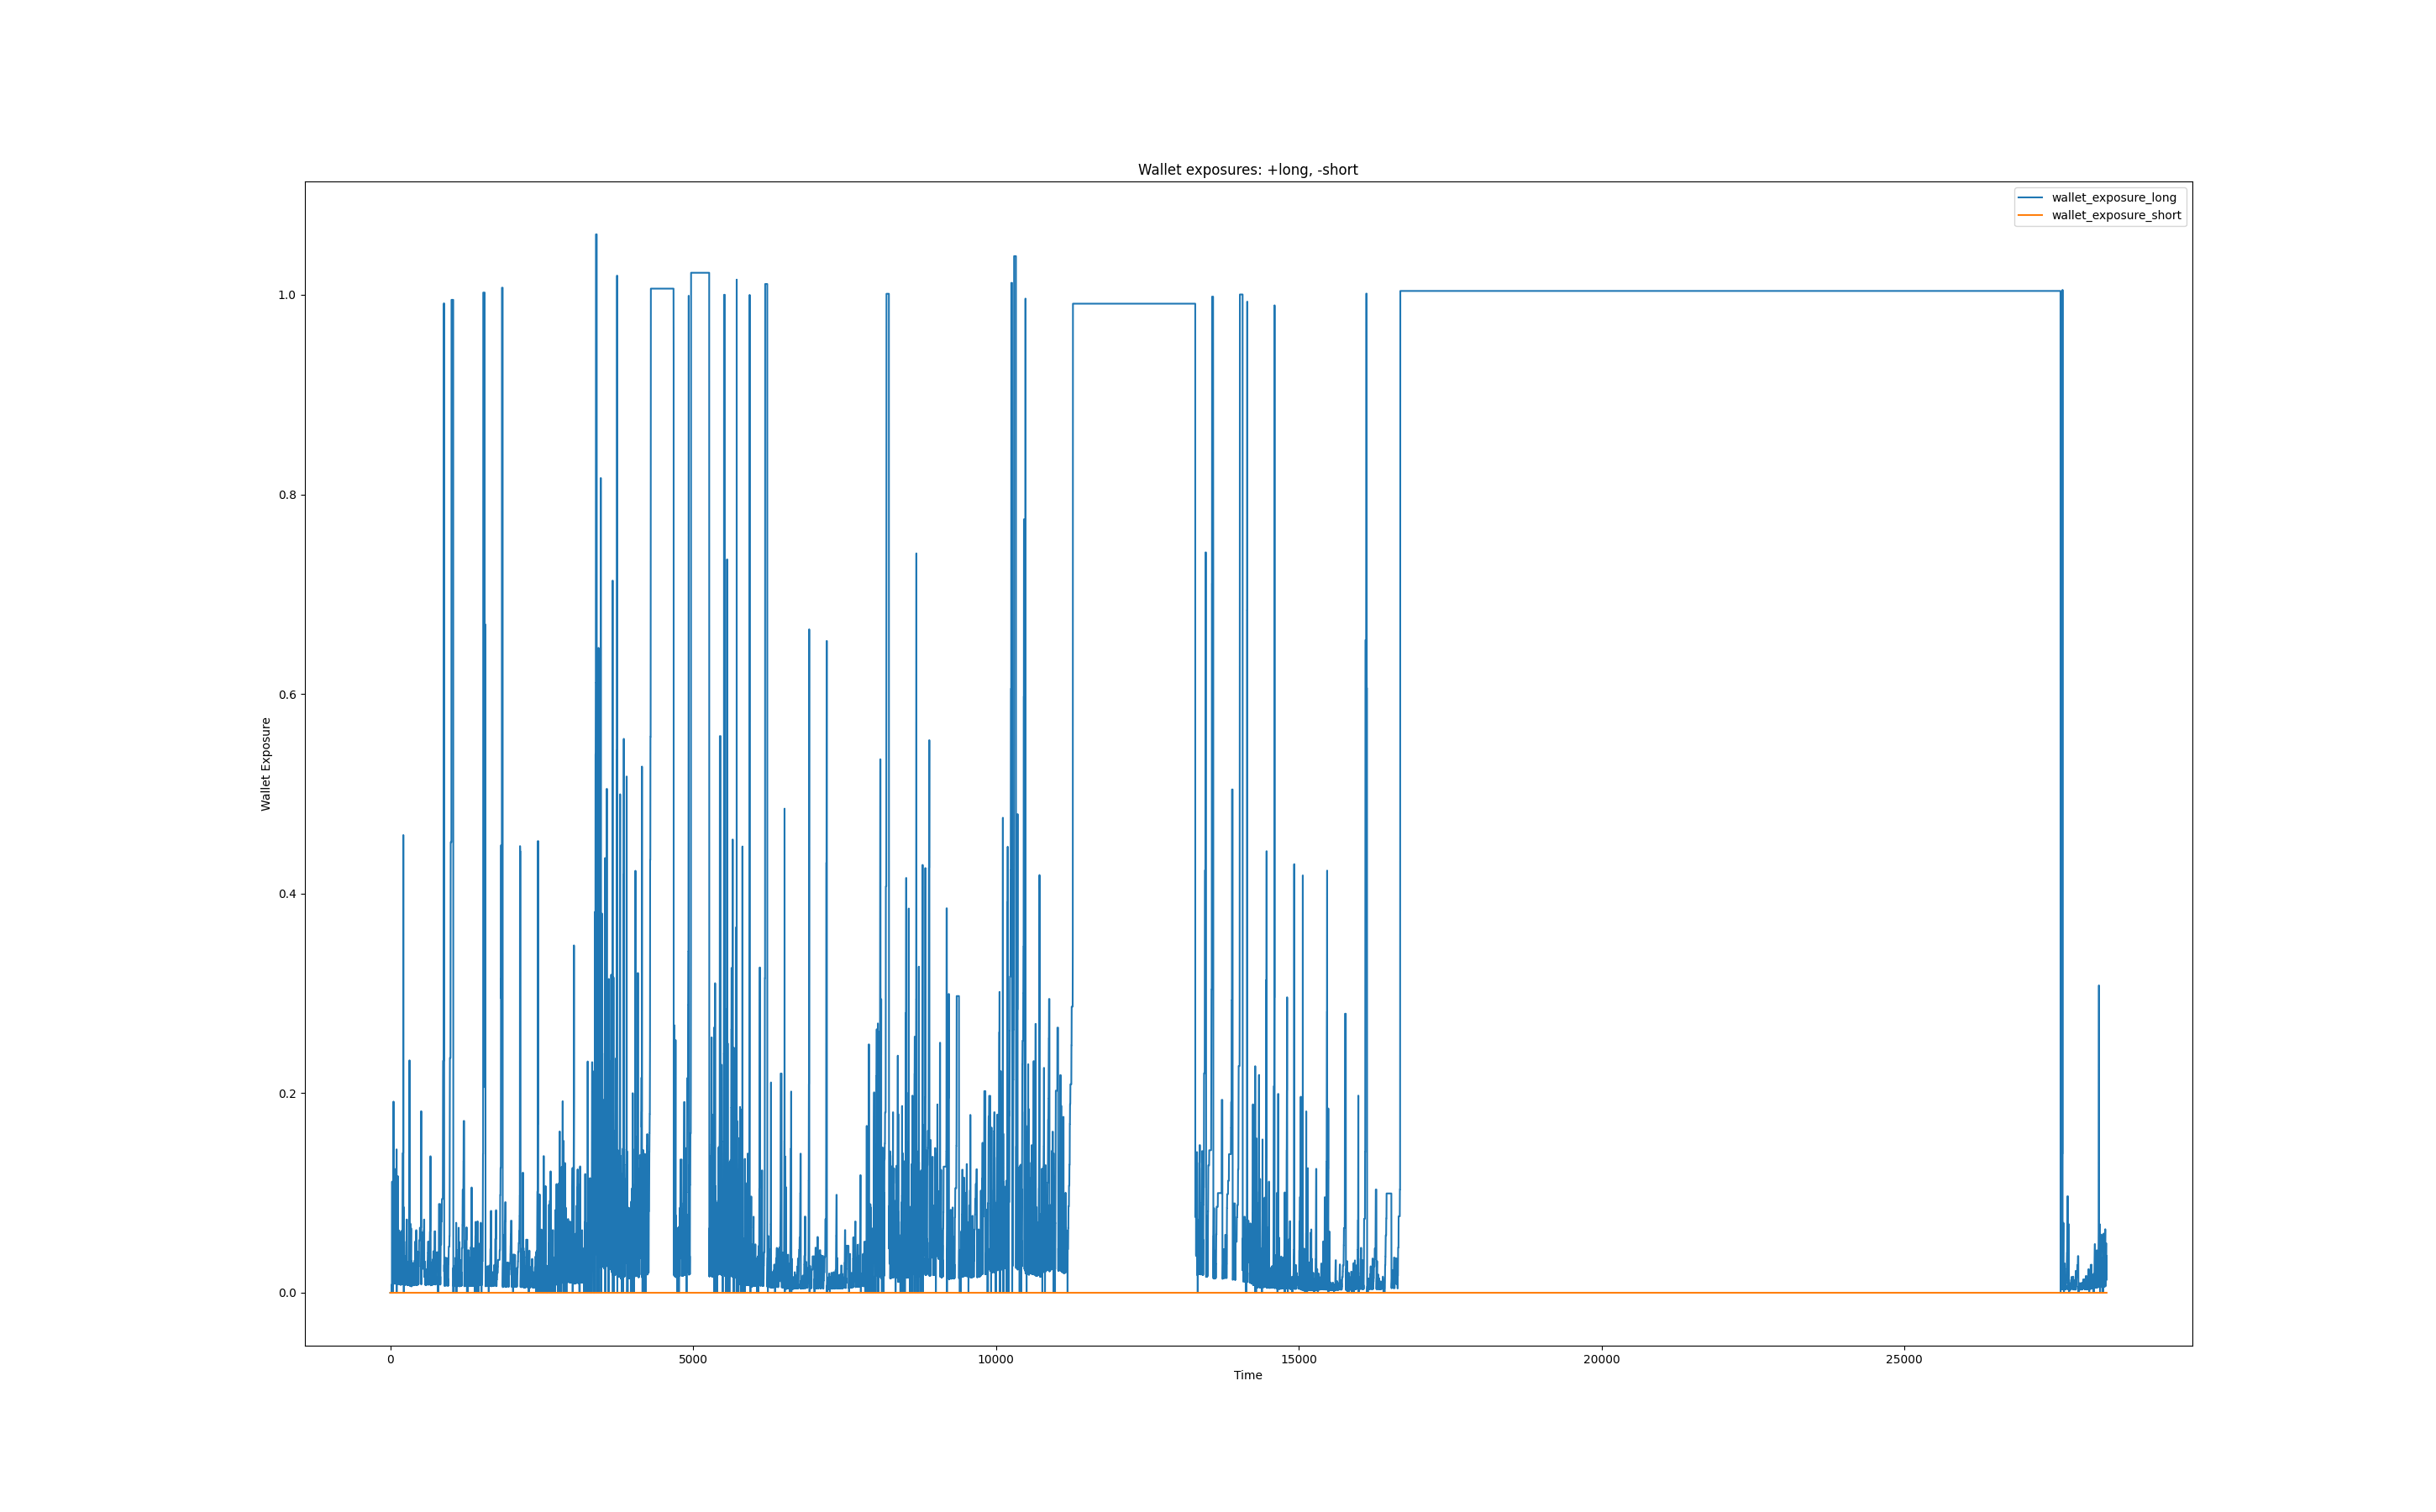 Wallet exposures: +long, -short
wallet_exposure_long
wallet_exposure_short
1.0
0.8
0.6
0.4
0.2
0.0
Wallet Exposure
0
5000
10000
15000
20000
25000
Time